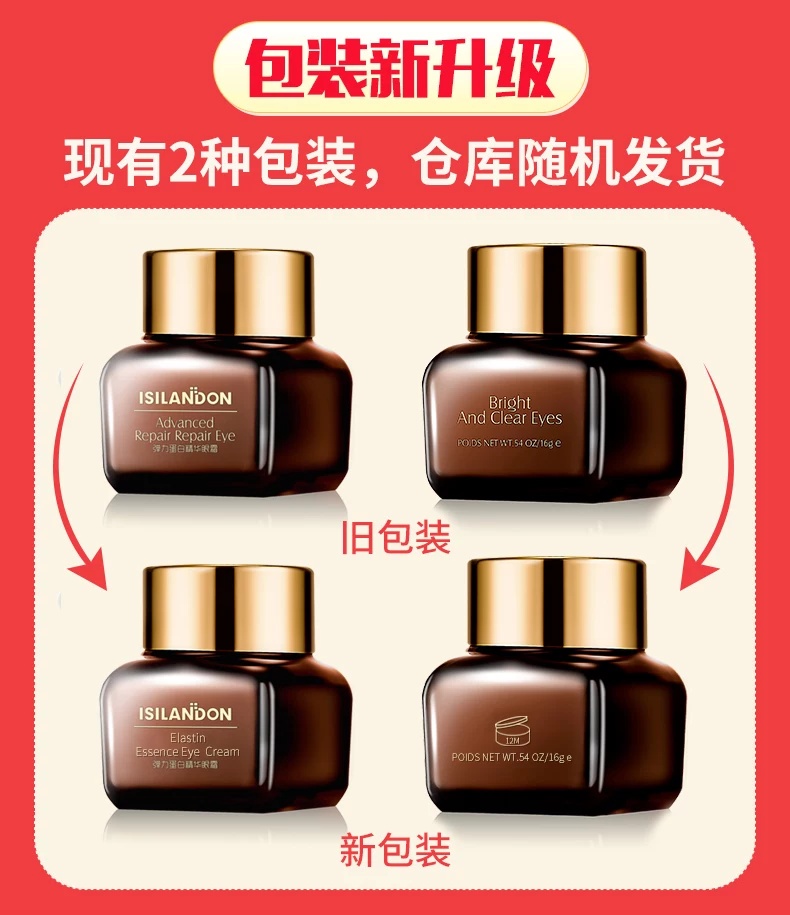 包装新升级
现有2种包装，仓库随机发货
ISILANDON
Advanced
Repair Repair Eye
弹力蛋白精华眼霜
Bright
And Clear Eyes
POIDS NET WT.54 OZ/16g e
旧包装
ISILANDON
Elastin
Essence Eye Cream
弹力蛋白精华眼霜
12M
POIDS NET WT.54 OZ/16g e
新包装